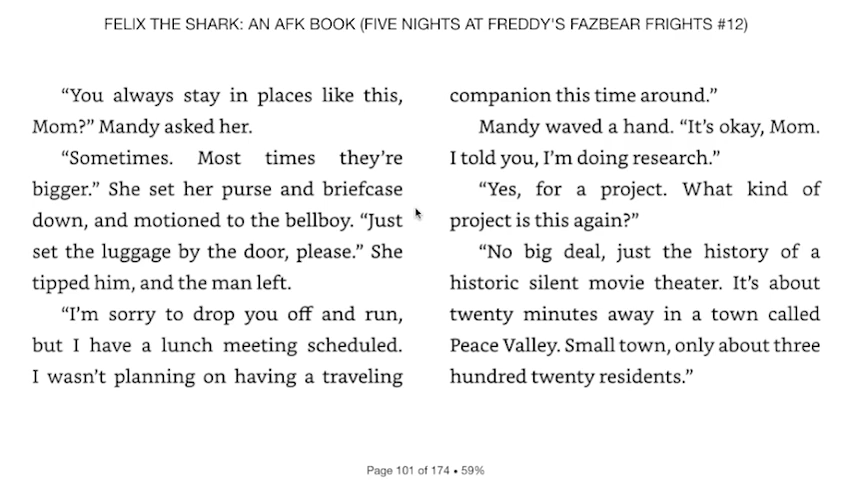 FELIX THE SHARK: AN AFK BOOK (FIVE NIGHTS AT FREDDY'S FAZBEAR FRIGHTS #12)
“You always stay in places like this,
Mom?” Mandy asked her.
“Sometimes. Most times they’re
bigger.” She set her purse and briefcase
down, and motioned to the bellboy. “Just
set the luggage by the door, please.” She
tipped him, and the man left.
“I’m sorry to drop you off and run,
but I have a lunch meeting scheduled.
I wasn’t planning on having a traveling
companion this time around.”
Mandy waved a hand. “It’s okay, Mom.
I told you, I’m doing research.”
“Yes, for a project. What kind of
project is this again?”
“No big deal, just the history of a
historic silent movie theater. It’s about
twenty minutes away in a town called
Peace Valley. Small town, only about three
hundred twenty residents.”
Page 101 of 174 • 59%